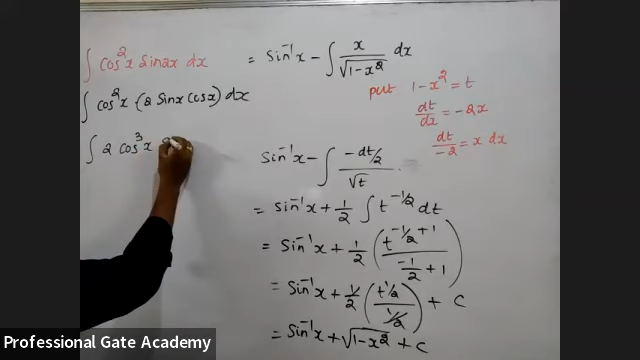 ∫ cos²x sin2x dx
∫ cos²x (2 sinx cosx) dx
∫ 2 cos³x
= sin⁻¹x − ∫ x/√(1−x²) dx
put 1−x² = t
dt/dx = −2x
dt/−2 = x dx
sin⁻¹x − ∫ (−dt/2)/√t
= sin⁻¹x + 1/2 ∫ t^(−1/2) dt
= sin⁻¹x + 1/2 (t^(−1/2 + 1)/(−1/2 + 1))
= sin⁻¹x + 1/2 (t^(1/2)/(1/2)) + c
= sin⁻¹x + √(1−x²) + c
Professional Gate Academy